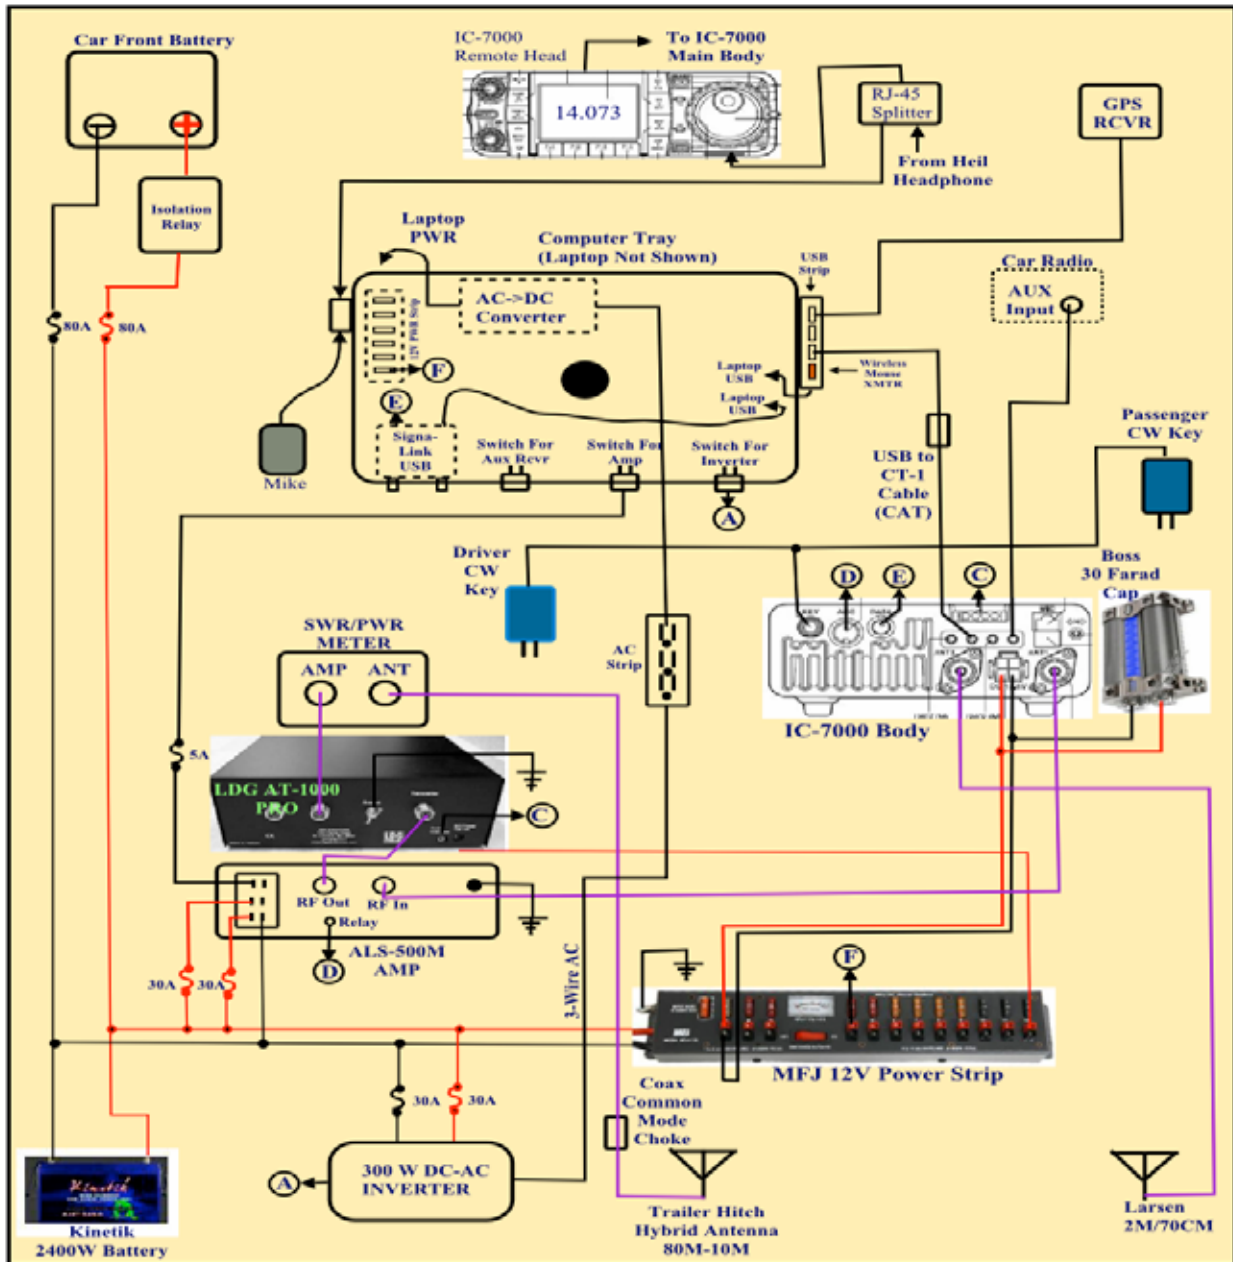 Car Front Battery
IC-7000
Remote Head
To IC-7000
Main Body
14.073
RJ-45
Splitter
GPS
RCVR
From Heil
Headphone
Isolation
Relay
Laptop
PWR
Computer Tray
(Laptop Not Shown)
USB
Strip
Car Radio
AUX
Input
AC->DC
Converter
12V PWR Strip
80A
80A
F
Laptop
USB
Wireless
Mouse
XMTR
Laptop
USB
E
Signa-
Link
USB
Switch For
Aux Rcvr
Switch For
Amp
Switch For
Inverter
Passenger
CW Key
Mike
USB to
CT-1
Cable
(CAT)
A
Driver
CW
Key
Boss
30 Farad
Cap
D
E
C
KEY
SWR/PWR
METER
AMP
ANT
AC
Strip
IC-7000 Body
5A
LDG AT-1000
PRO
C
RF Out
RF In
Relay
ALS-500M
AMP
D
30A
30A
3-Wire AC
F
MFJ 12V Power Strip
30A
30A
Coax
Common
Mode
Choke
300 W DC-AC
INVERTER
A
Kinetik
Kinetik
2400W Battery
Trailer Hitch
Hybrid Antenna
80M-10M
Larsen
2M/70CM